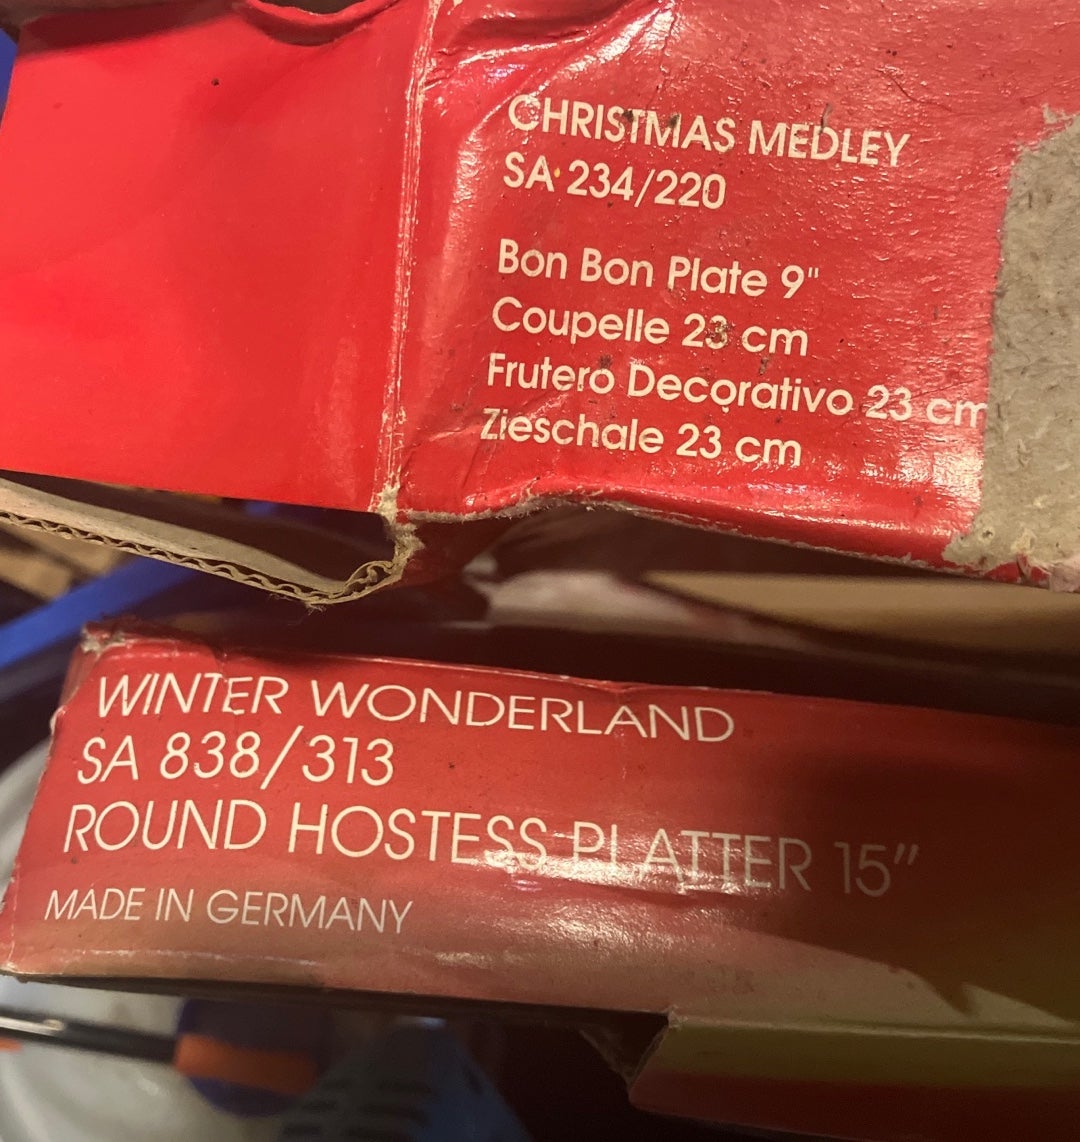 CHRISTMAS MEDLEY
SA 234/220
Bon Bon Plate 9"
Coupelle 23 cm
Frutero Decorativo 23 cm
Zieschale 23 cm
WINTER WONDERLAND
SA 838/313
ROUND HOSTESS PLATTER 15"
MADE IN GERMANY